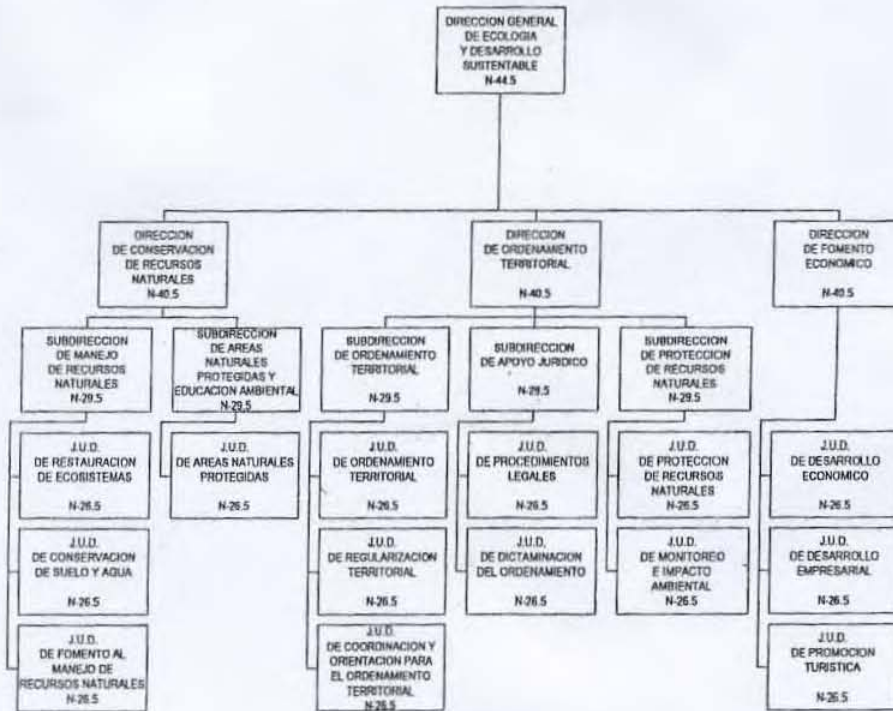 DIRECCION GENERAL
DE ECOLOGIA
Y DESARROLLO
SUSTENTABLE
N-44.5
DIRECCION
DE CONSERVACION
DE RECURSOS
NATURALES
N-40.5
DIRECCION
DE ORDENAMIENTO
TERRITORIAL
N-40.5
DIRECCION
DE FOMENTO
ECONOMICO
N-40.5
SUBDIRECCION
DE MANEJO
DE RECURSOS
NATURALES
N-29.5
SUBDIRECCION
DE AREAS
NATURALES
PROTEGIDAS Y
EDUCACION AMBIENTAL
N-29.5
SUBDIRECCION
DE ORDENAMIENTO
TERRITORIAL
N-29.5
SUBDIRECCION
DE APOYO JURIDICO
N-29.5
SUBDIRECCION
DE PROTECCION
DE RECURSOS
NATURALES
N-29.5
J.U.D.
DE RESTAURACION
DE ECOSISTEMAS
N-26.5
J.U.D.
DE AREAS NATURALES
PROTEGIDAS
N-26.5
J.U.D.
DE ORDENAMIENTO
TERRITORIAL
N-26.5
J.U.D.
DE PROCEDIMIENTOS
LEGALES
N-26.5
J.U.D.
DE PROTECCION
DE RECURSOS
NATURALES
N-26.5
J.U.D.
DE DESARROLLO
ECONOMICO
N-26.5
J.U.D.
DE CONSERVACION
DE SUELO Y AGUA
N-26.5
J.U.D.
DE REGULARIZACION
TERRITORIAL
N-26.5
J.U.D.
DE DICTAMINACION
DEL ORDENAMIENTO
N-26.5
J.U.D.
DE MONITOREO
E IMPACTO
AMBIENTAL
N-26.5
J.U.D.
DE DESARROLLO
EMPRESARIAL
N-26.5
J.U.D.
DE FOMENTO AL
MANEJO DE
RECURSOS NATURALES
N-26.5
J.U.D.
DE COORDINACION Y
ORIENTACION PARA
EL ORDENAMIENTO
TERRITORIAL
N-26.5
J.U.D.
DE PROMOCION
TURISTICA
N-26.5